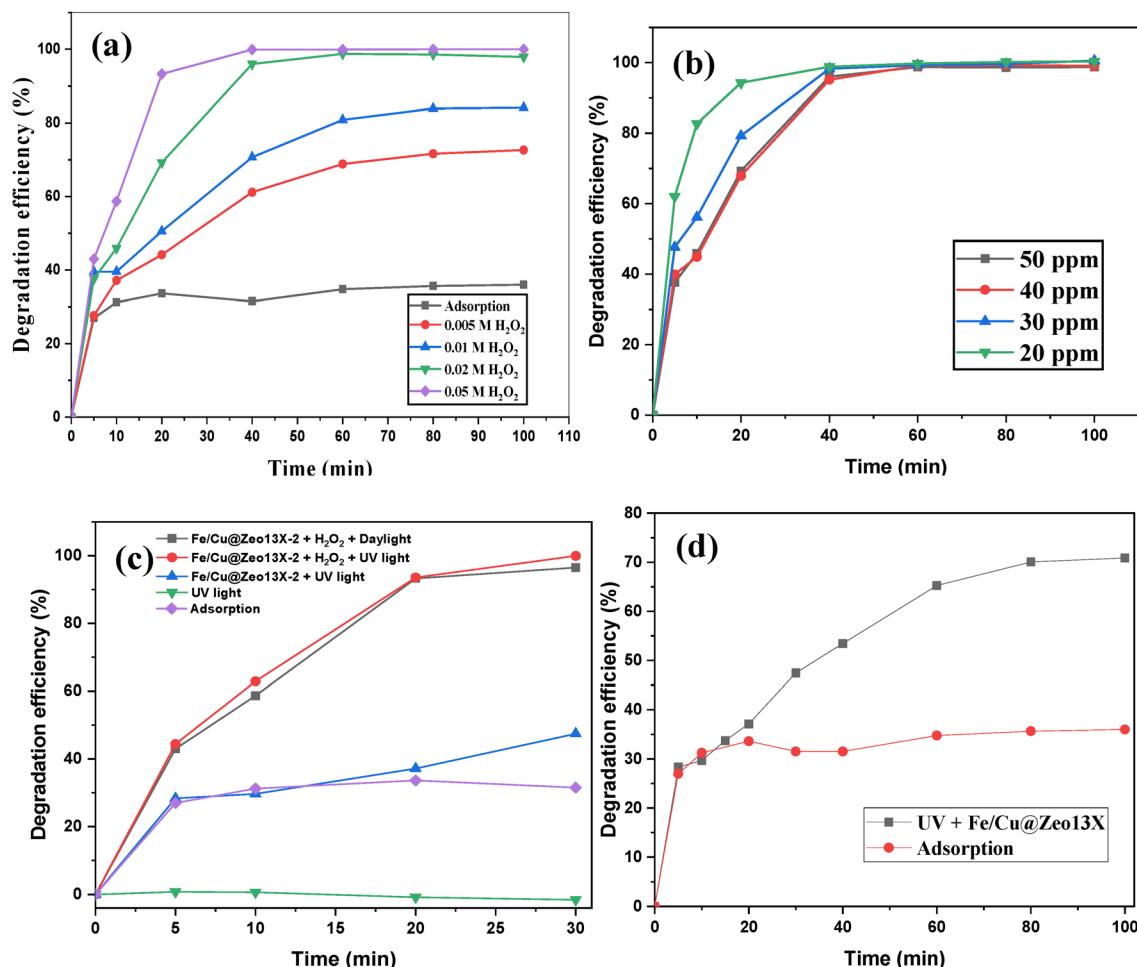 (a)
Degradation efficiency (%)
100
80
60
40
20
0
0 10 20 30 40 50 60 70 80 90 100 110
Time (min)
Adsorption
0.005 M H₂O₂
0.01 M H₂O₂
0.02 M H₂O₂
0.05 M H₂O₂
(b)
Degradation efficiency (%)
100
80
60
40
20
0
0 20 40 60 80 100
Time (min)
50 ppm
40 ppm
30 ppm
20 ppm
(c)
Degradation efficiency (%)
100
80
60
40
20
0
0 5 10 15 20 25 30
Time (min)
Fe/Cu@Zeo13X-2 + H₂O₂ + Daylight
Fe/Cu@Zeo13X-2 + H₂O₂ + UV light
Fe/Cu@Zeo13X-2 + UV light
UV light
Adsorption
(d)
Degradation efficiency (%)
80
70
60
50
40
30
20
10
0
0 20 40 60 80 100
Time (min)
UV + Fe/Cu@Zeo13X
Adsorption